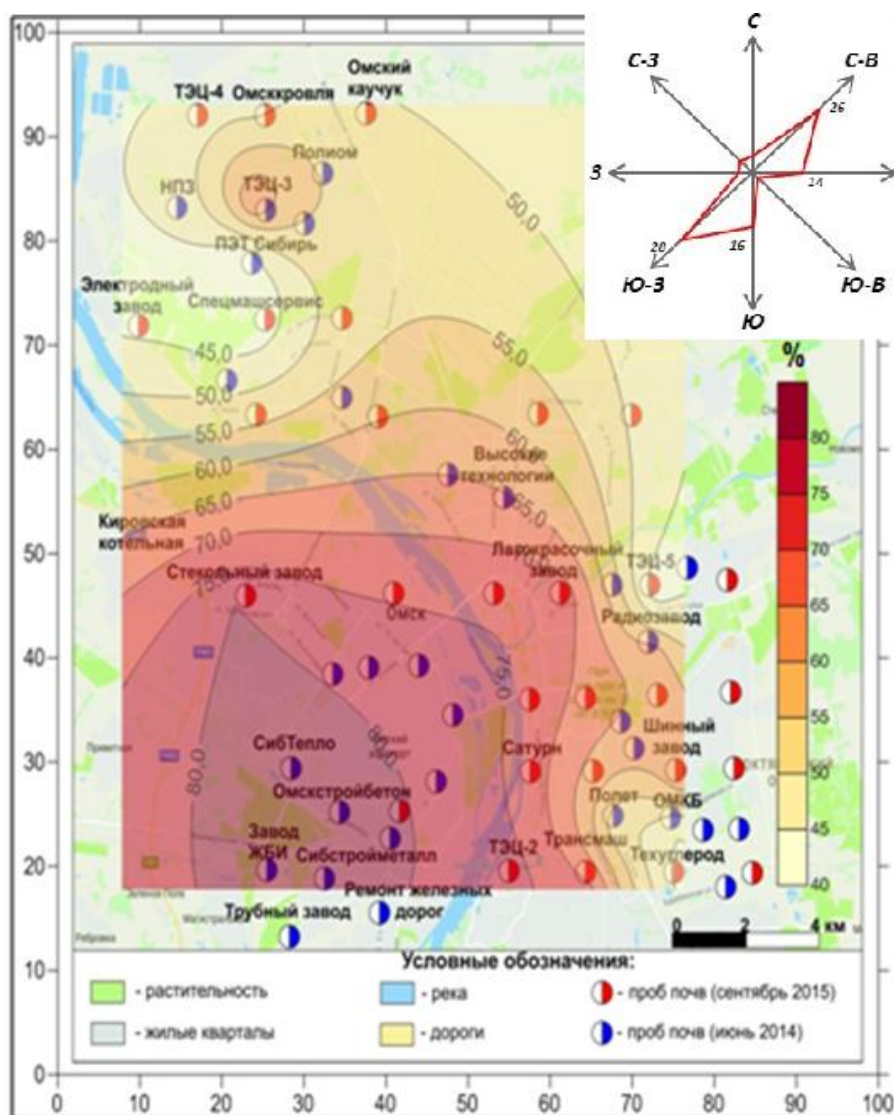 С
С-З
С-В
26
З
14
20
16
Ю-З
Ю-В
Ю
100
90
80
70
60
50
40
30
20
10
0
ТЭЦ-4
Омсккровля
Омский
каучук
Полиом
НПЗ
ТЭЦ-3
50,0
ПЭТ Сибирь
Электродный
завод
Спецмашсервис
45,0
50.0
55.0
55,0
60,0
60,0
65,0
65,0
70,0
Высокие
технологии
Кировская
котельная
Стекольный завод
Омск
Лакокрасочный
завод
ТЭЦ-5
Радиозавод
75,0
80,0
80,0
СибТепло
Сатурн
Шинный
завод
Омскстройбетон
Полет
ОМКБ
Завод
ЖБИ
Сибстройметалл
ТЭЦ-2
Трансмаш
Техуглерод
Ремонт железных
дорог
Трубный завод
%
80
75
70
65
60
55
50
45
40
0 2 4 км
Условные обозначения:
- растительность
- река
- проб почв (сентябрь 2015)
- жилые кварталы
- дороги
- проб почв (июнь 2014)
0 10 20 30 40 50 60 70 80 90 100